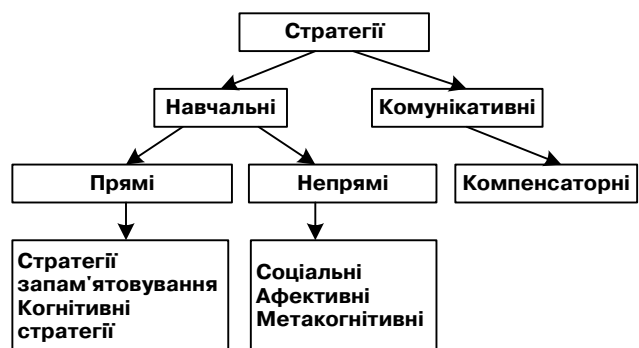 Стратегії
Навчальні
Комунікативні
Прямі
Непрямі
Компенсаторні
Стратегії
запам'ятовування
Когнітивні
стратегії
Соціальні
Афективні
Метакогнітивні